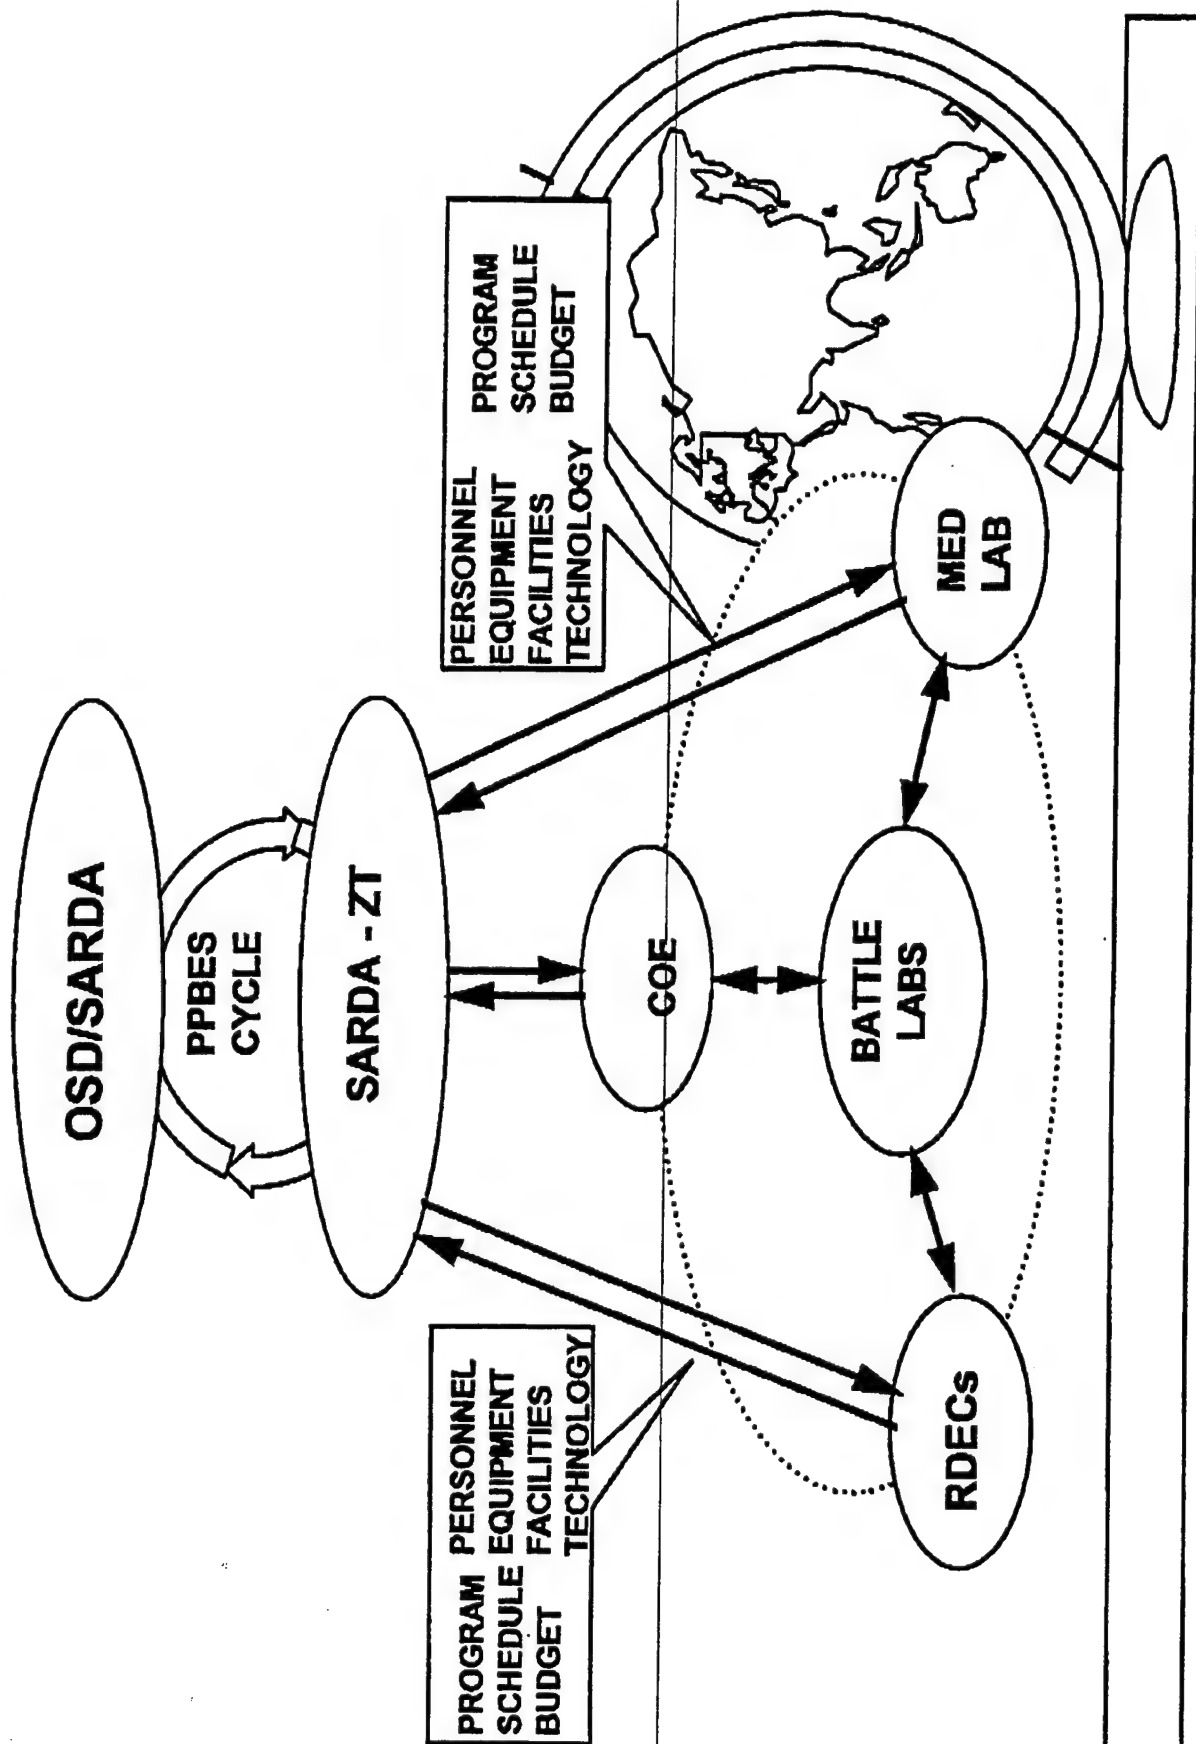 OSD/SARDA
PPBES
CYCLE
SARDA - ZT
PROGRAM PERSONNEL
SCHEDULE EQUIPMENT
BUDGET FACILITIES
TECHNOLOGY
PERSONNEL PROGRAM
EQUIPMENT SCHEDULE
FACILITIES BUDGET
TECHNOLOGY
COE
BATTLE
LABS
RDECs
MED
LAB